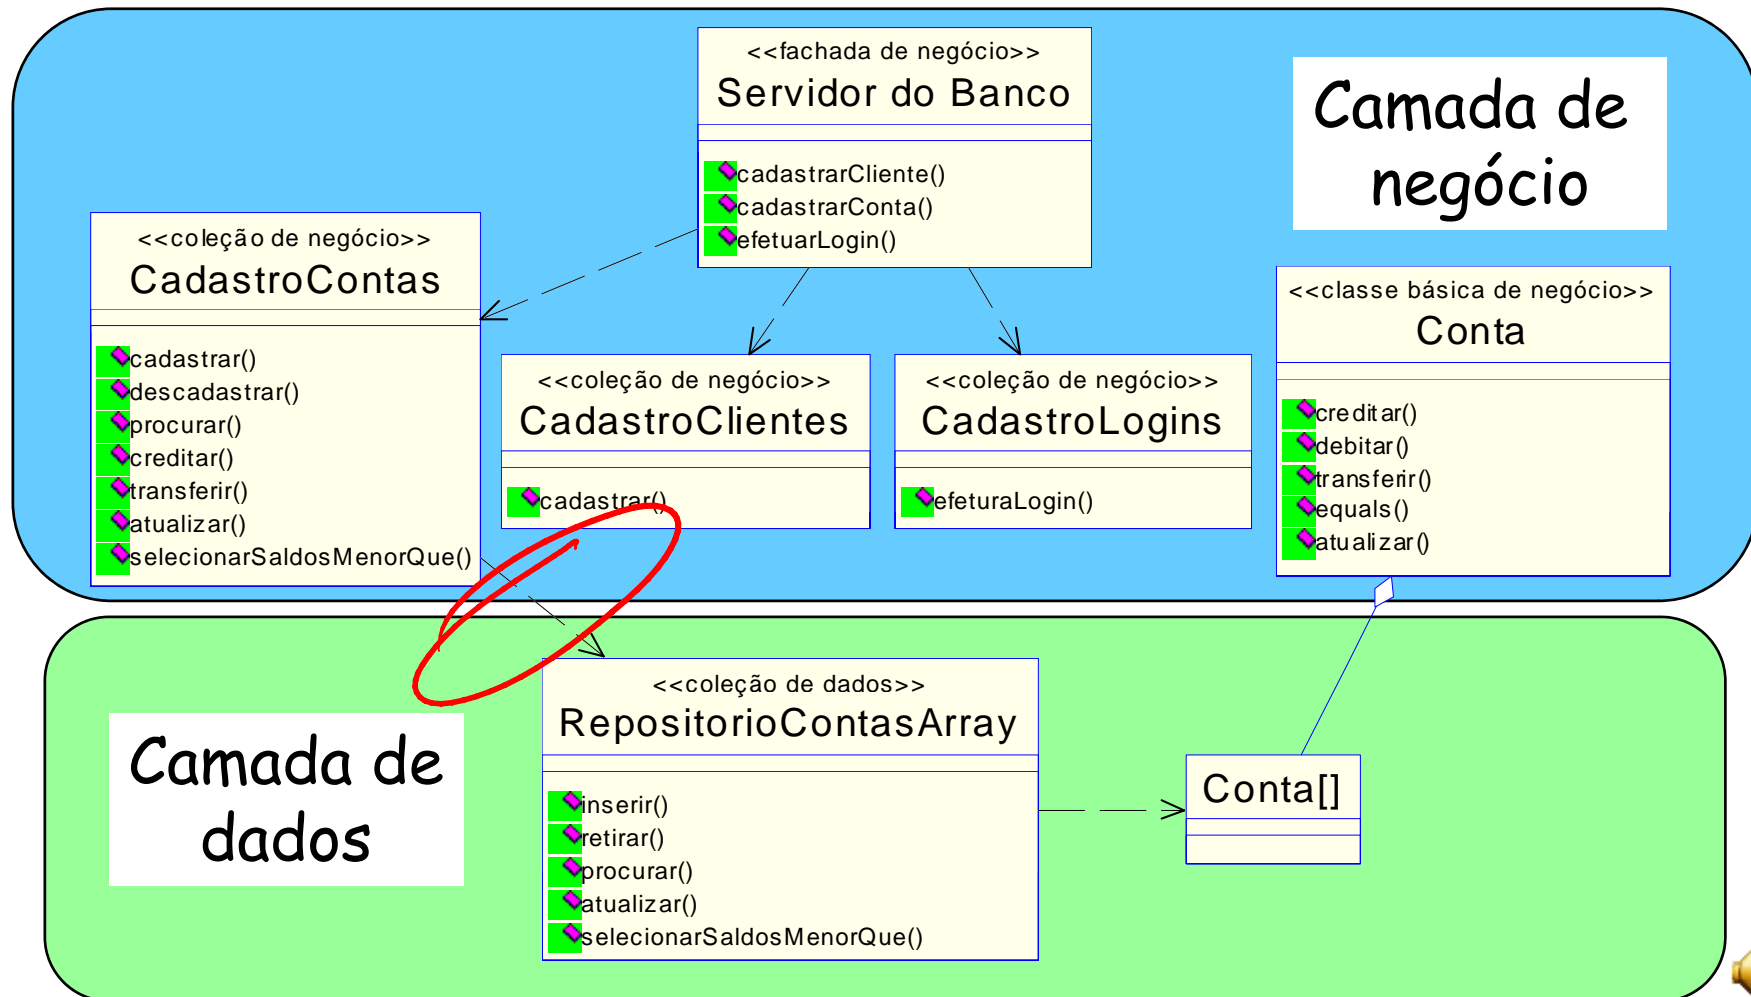 <<fachada de negócio>>
Servidor do Banco
cadastrarCliente()
cadastrarConta()
efetuarLogin()
Camada de
negócio
<<coleção de negócio>>
CadastroContas
cadastrar()
descadastrar()
procurar()
creditar()
transferir()
atualizar()
selecionarSaldosMenorQue()
<<coleção de negócio>>
CadastroClientes
cadastrar()
<<coleção de negócio>>
CadastroLogins
efeturaLogin()
<<classe básica de negócio>>
Conta
creditar()
debitar()
transferir()
equals()
atualizar()
Camada de
dados
<<coleção de dados>>
RepositorioContasArray
inserir()
retirar()
procurar()
atualizar()
selecionarSaldosMenorQue()
Conta[]